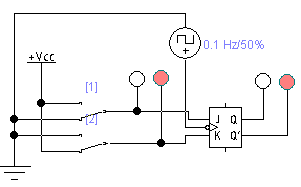 0.1 Hz/50%
+Vcc
[1]
[2]
J Q
K Q'